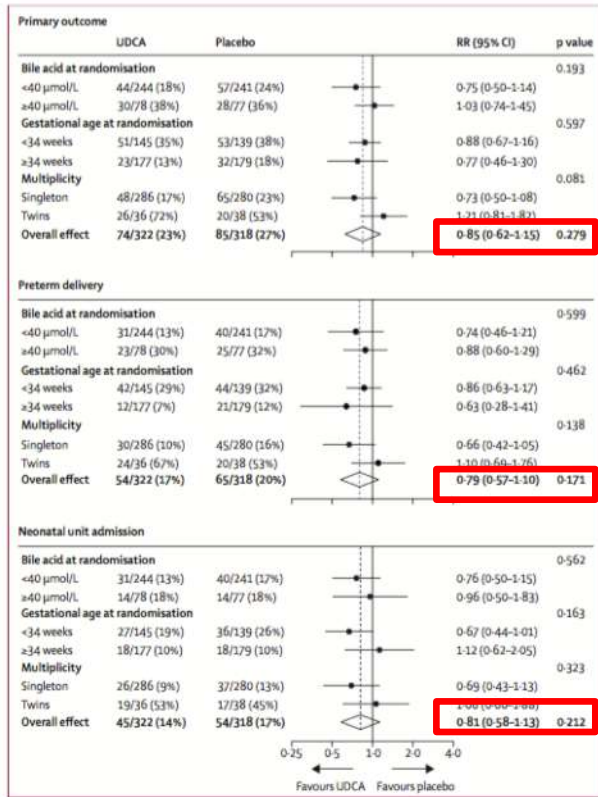 Primary outcome
UDCA Placebo RR (95% CI) p value
Bile acid at randomisation 0·193
<40 μmol/L 44/244 (18%) 57/241 (24%) 0·75 (0·50–1·14)
≥40 μmol/L 30/78 (38%) 28/77 (36%) 1·03 (0·74–1·45)
Gestational age at randomisation 0·597
<34 weeks 51/145 (35%) 53/139 (38%) 0·88 (0·67–1·16)
≥34 weeks 23/177 (13%) 32/179 (18%) 0·77 (0·46–1·30)
Multiplicity 0·081
Singleton 48/286 (17%) 65/280 (23%) 0·73 (0·50–1·08)
Twins 26/36 (72%) 20/38 (53%) 1·21 (0·81–1·82)
Overall effect 74/322 (23%) 85/318 (27%) 0·85 (0·62–1·15) 0·279
Preterm delivery
Bile acid at randomisation 0·599
<40 μmol/L 31/244 (13%) 40/241 (17%) 0·74 (0·46–1·21)
≥40 μmol/L 23/78 (30%) 25/77 (32%) 0·88 (0·60–1·29)
Gestational age at randomisation 0·462
<34 weeks 42/145 (29%) 44/139 (32%) 0·86 (0·63–1·17)
≥34 weeks 12/177 (7%) 21/179 (12%) 0·63 (0·28–1·41)
Multiplicity 0·138
Singleton 30/286 (10%) 45/280 (16%) 0·66 (0·42–1·05)
Twins 24/36 (67%) 20/38 (53%) 1·10 (0·69–1·76)
Overall effect 54/322 (17%) 65/318 (20%) 0·79 (0·57–1·10) 0·171
Neonatal unit admission
Bile acid at randomisation 0·562
<40 μmol/L 31/244 (13%) 40/241 (17%) 0·76 (0·50–1·15)
≥40 μmol/L 14/78 (18%) 14/77 (18%) 0·96 (0·50–1·83)
Gestational age at randomisation 0·163
<34 weeks 27/145 (19%) 36/139 (26%) 0·67 (0·44–1·01)
≥34 weeks 18/177 (10%) 18/179 (10%) 1·12 (0·62–2·05)
Multiplicity 0·323
Singleton 26/286 (9%) 37/280 (13%) 0·69 (0·43–1·13)
Twins 19/36 (53%) 17/38 (45%)
Overall effect 45/322 (14%) 54/318 (17%) 0·81 (0·58–1·13) 0·212
0·25 0·5 1·0 2·0 4·0
Favours UDCA Favours placebo